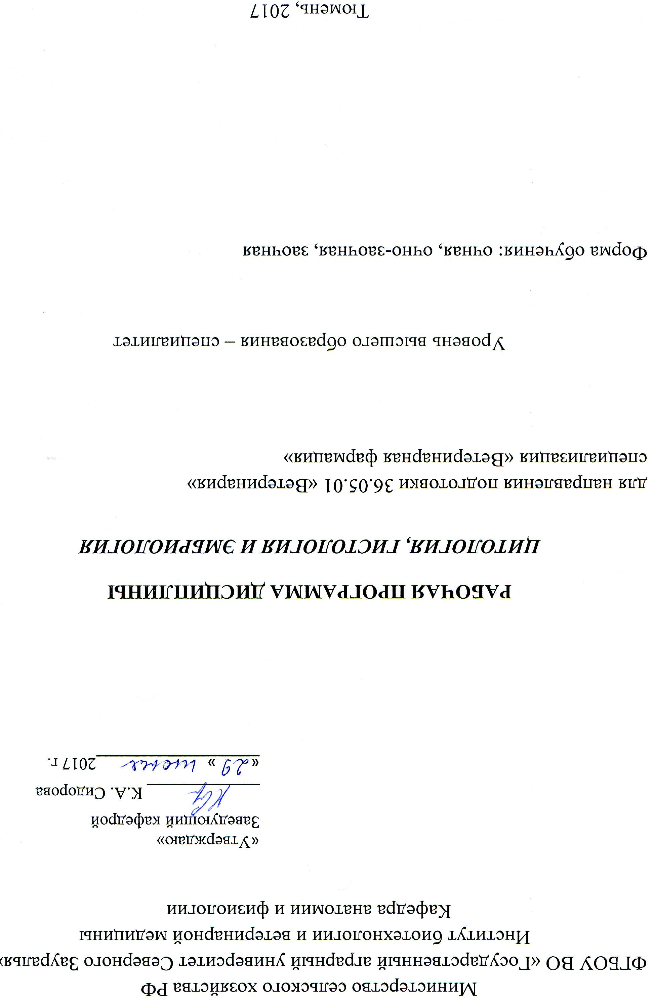 Министерство сельского хозяйства РФ
ФГБОУ ВО «Государственный аграрный университет Северного Зауралья»
Институт биотехнологии и ветеринарной медицины
Кафедра анатомии и физиологии
«Утверждаю»
Заведующий кафедрой
К.А. Сидорова
«29» июня 2017 г.
РАБОЧАЯ ПРОГРАММА ДИСЦИПЛИНЫ
ЦИТОЛОГИЯ, ГИСТОЛОГИЯ И ЭМБРИОЛОГИЯ
для направления подготовки 36.05.01 «Ветеринария»
специализация «Ветеринарная фармация»
Уровень высшего образования – специалитет
Форма обучения: очная, очно-заочная, заочная
Тюмень, 2017